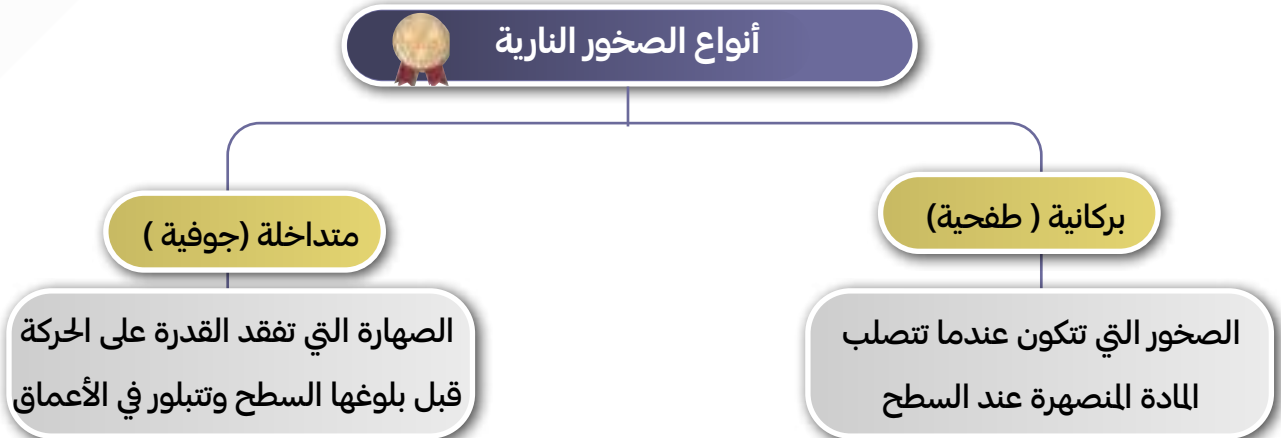 أنواع الصخور النارية
بركانية ( طفحية)
الصخور التي تتكون عندما تتصلب
المادة المنصهرة عند السطح
متداخلة (جوفية )
الصهارة التي تفقد القدرة على الحركة
قبل بلوغها السطح وتتبلور في الأعماق